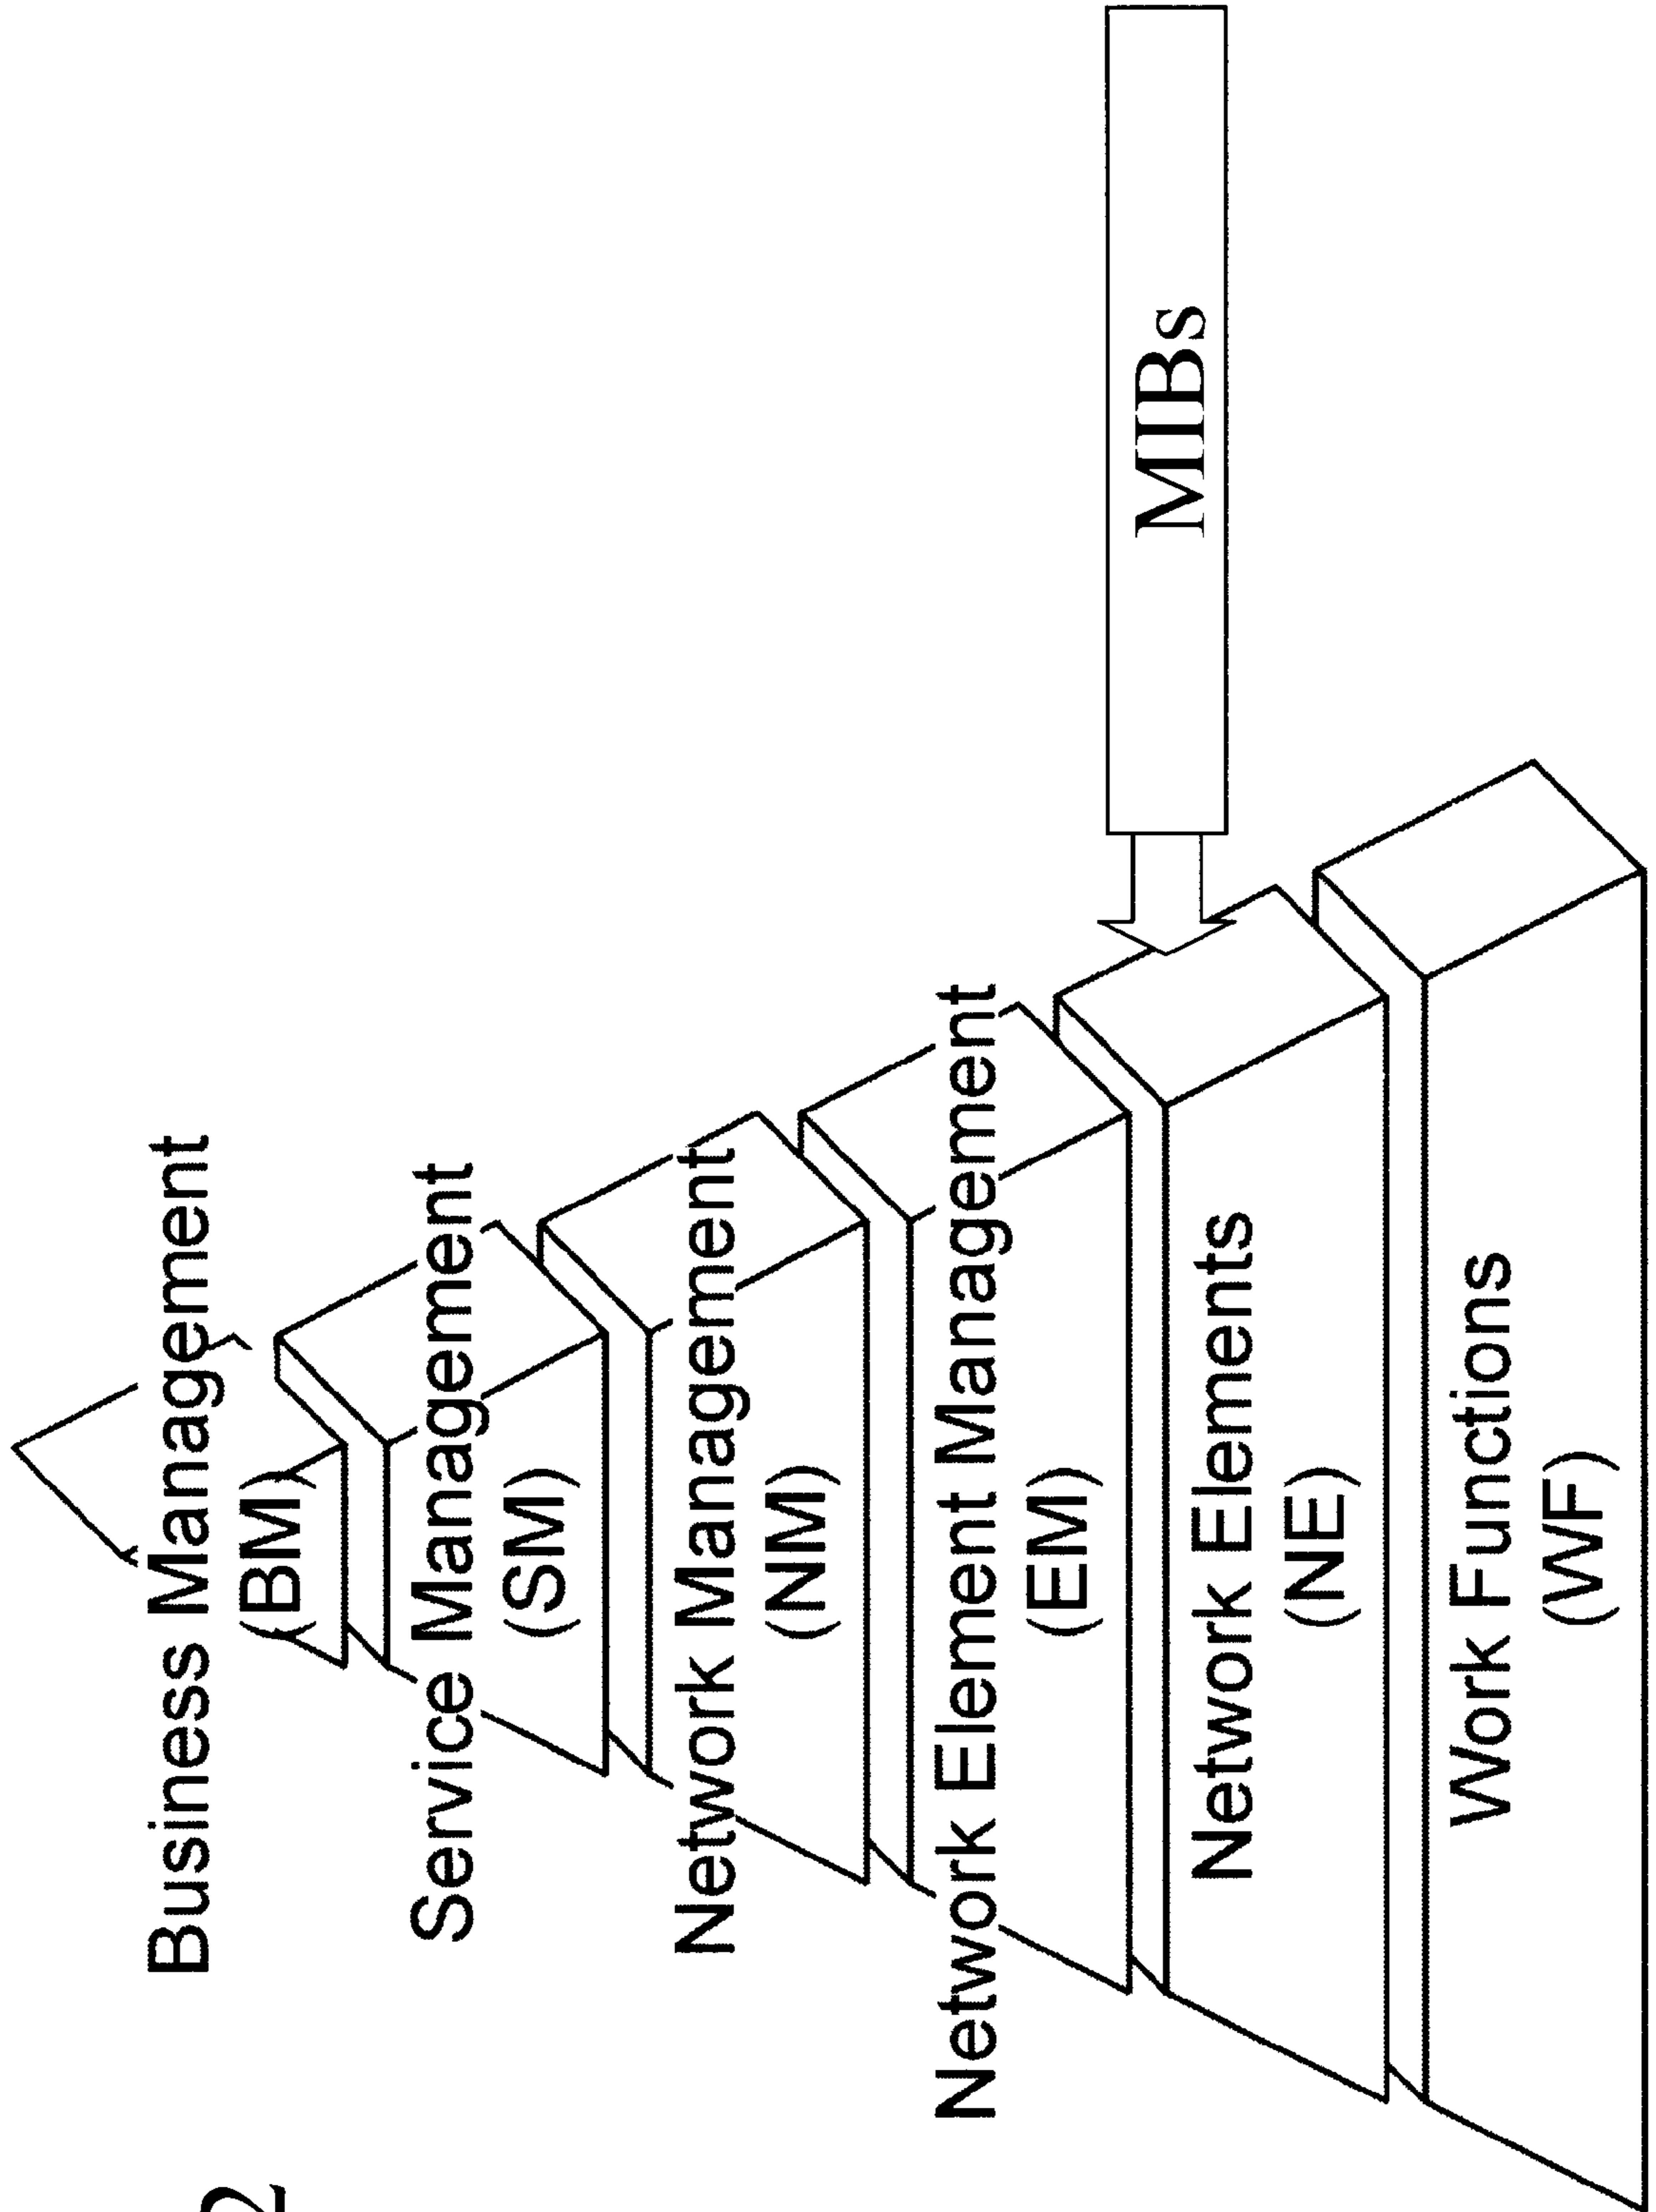 Business Management
(BM)
Service Management
(SM)
Network Management
(NM)
Network Element Management
(EM)
Network Elements
(NE)
Work Functions
(WF)
MIBs
2